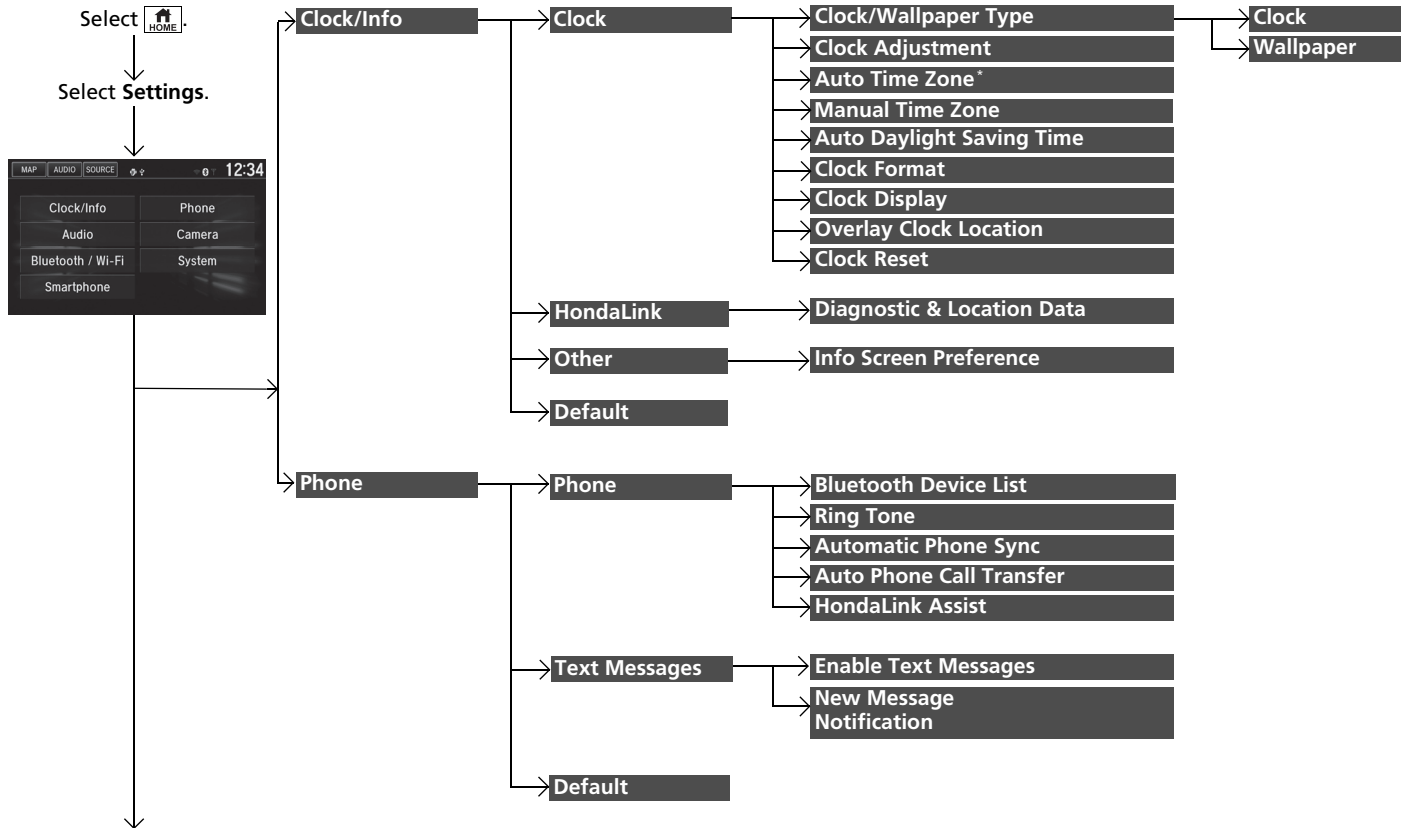 Select HOME.
Select Settings.
MAP AUDIO SOURCE 12:34
Clock/Info Phone
Audio Camera
Bluetooth / Wi-Fi System
Smartphone
Clock/Info
Clock
Clock/Wallpaper Type
Clock
Wallpaper
Clock Adjustment
Auto Time Zone*
Manual Time Zone
Auto Daylight Saving Time
Clock Format
Clock Display
Overlay Clock Location
Clock Reset
HondaLink
Diagnostic & Location Data
Other
Info Screen Preference
Default
Phone
Phone
Bluetooth Device List
Ring Tone
Automatic Phone Sync
Auto Phone Call Transfer
HondaLink Assist
Text Messages
Enable Text Messages
New Message
Notification
Default